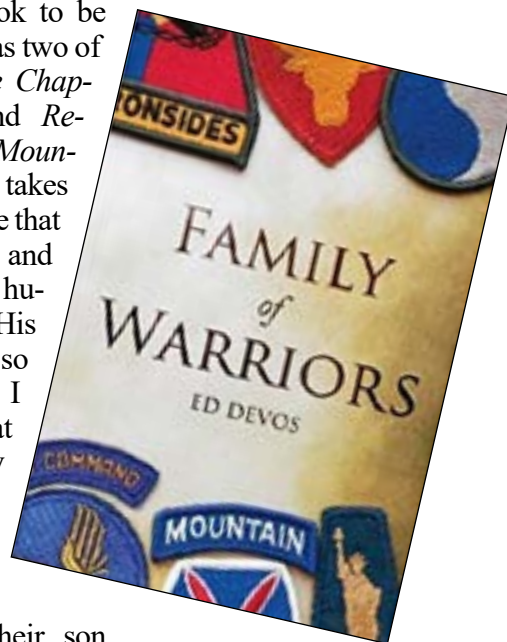 ok to be
as two of
e Chap-
nd Re-
Moun-
takes
e that
and
hu-
His
so
I
at
y
ONSIDES
FAMILY
of
WARRIORS
ED DEVOS
COMMAND
MOUNTAIN
heir son